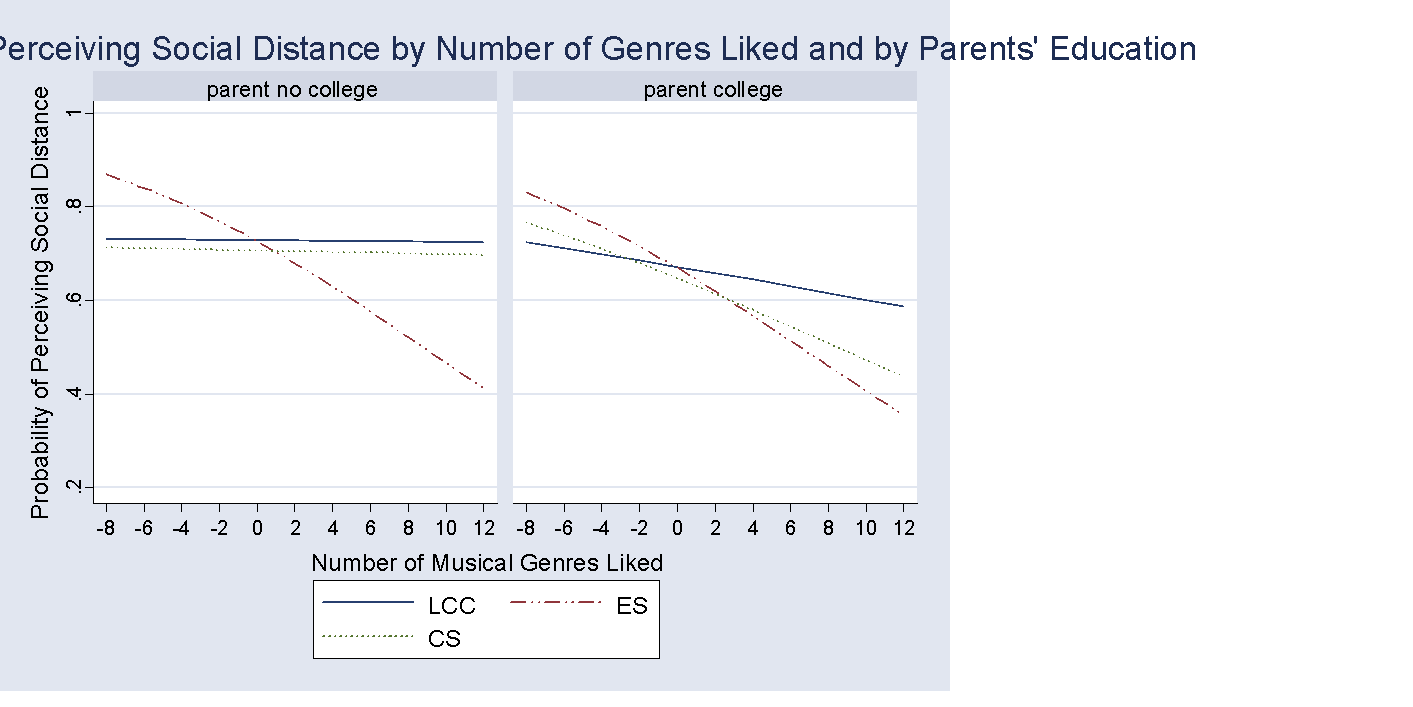 Perceiving Social Distance by Number of Genres Liked and by Parents' Education
parent no college
parent college
Probability of Perceiving Social Distance
1
.8
.6
.4
.2
-8 -6 -4 -2 0 2 4 6 8 10 12
-8 -6 -4 -2 0 2 4 6 8 10 12
Number of Musical Genres Liked
LCC ES
CS